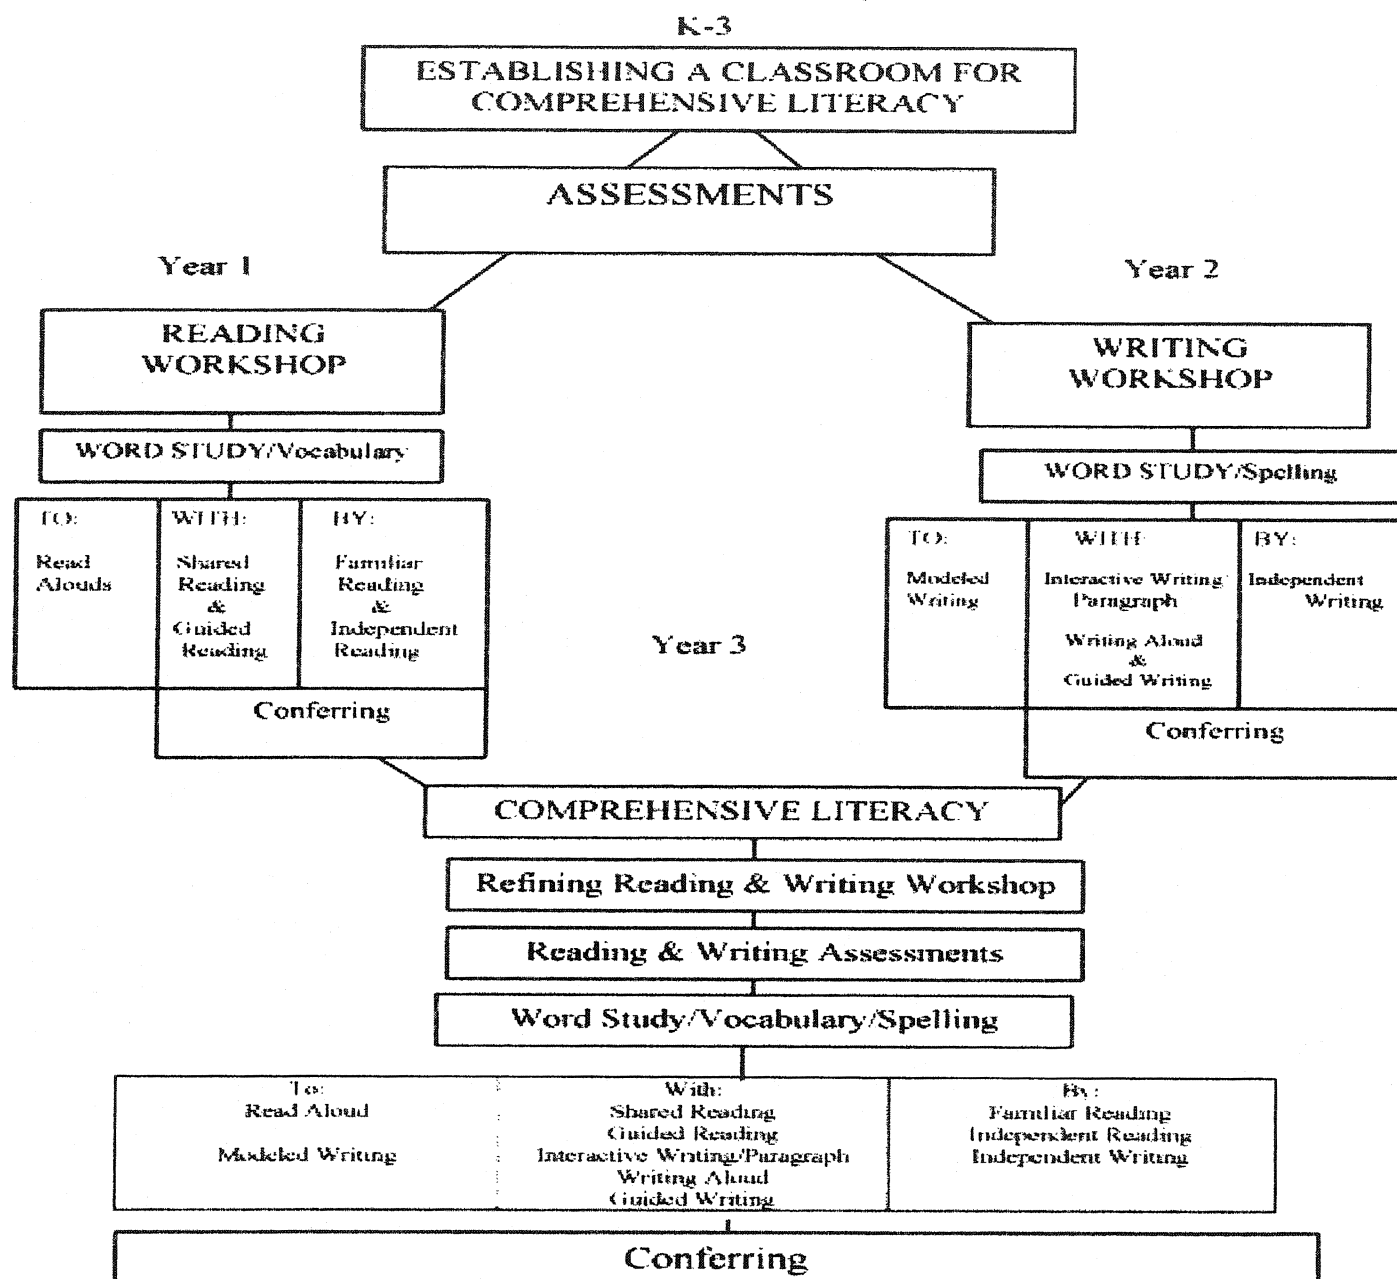 K-3
ESTABLISHING A CLASSROOM FOR
COMPREHENSIVE LITERACY
ASSESSMENTS
Year 1
Year 2
READING
WORKSHOP
WRITING
WORKSHOP
WORD STUDY/Vocabulary
WORD STUDY/Spelling
TO:
Read
Alouds
WITH:
Shared
Reading
&
Guided
Reading
BY:
Familiar
Reading
&
Independent
Reading
Conferring
TO:
Modeled
Writing
WITH:
Interactive Writing/
Paragraph
Writing Aloud
&
Guided Writing
BY:
Independent
Writing
Conferring
Year 3
COMPREHENSIVE LITERACY
Refining Reading & Writing Workshop
Reading & Writing Assessments
Word Study/Vocabulary/Spelling
To:
Read Aloud
Modeled Writing
With:
Shared Reading
Guided Reading
Interactive Writing/Paragraph
Writing Aloud
Guided Writing
By:
Familiar Reading
Independent Reading
Independent Writing
Conferring